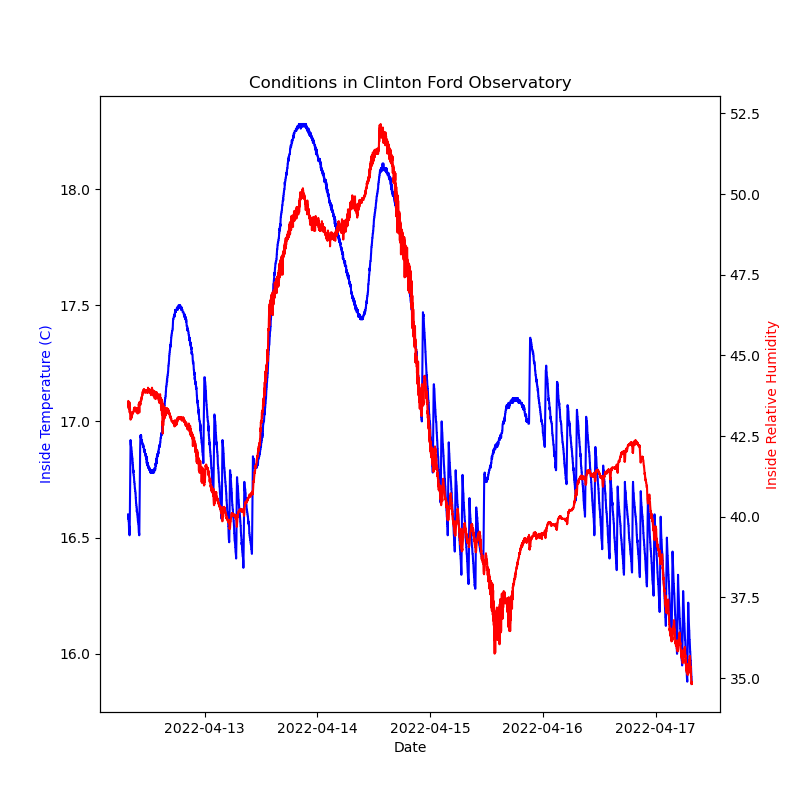 Conditions in Clinton Ford Observatory
Inside Temperature (C)
18.0
17.5
17.0
16.5
16.0
52.5
50.0
47.5
45.0
42.5
40.0
37.5
35.0
Inside Relative Humidity
2022-04-13 2022-04-14 2022-04-15 2022-04-16 2022-04-17
Date